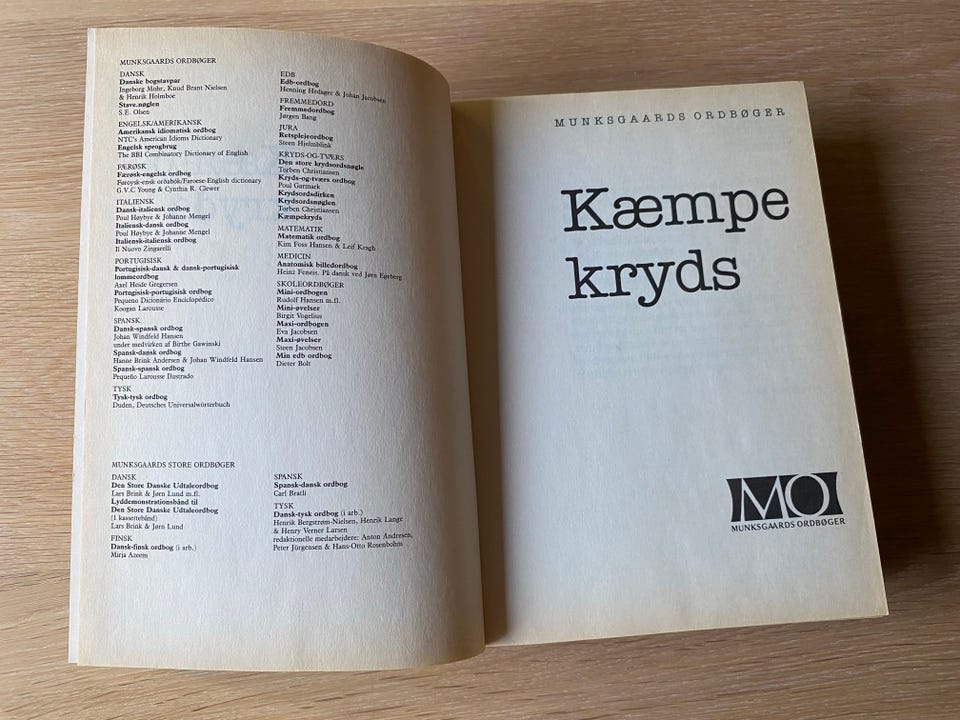 MUNKSGAARDS ORDBØGER
DANSK
Danske bogstavpar
Ingeborg Mohr, Knud Brant Nielsen
& Henrik Holmboe
Stave.nøglen
S.E. Olsen
ENGELSK/AMERIKANSK
Amerikansk idiomatisk ordbog
NTC's American Idioms Dictionary
Engelsk sprogbrug
The BBI Combinatory Dictionary of English
FÆRØSK
Færøsk-engelsk ordbog
Føroysk-ensk orðabók/Faroese-English dictionary
G.V.C Young & Cynthia R. Clewer
ITALIENSK
Dansk-italiensk ordbog
Poul Høybye & Johanne Mengel
Italiensk-dansk ordbog
Poul Høybye & Johanne Mengel
Italiensk-italiensk ordbog
Il Nuovo Zingarelli
PORTUGISISK
Portugisisk-dansk & dansk-portugisisk
lommeordbog
Axel Heide Gregersen
Portugisisk-portugisisk ordbog
Pequeno Dicionário Enciclopédico
Koogan Larousse
SPANSK
Dansk-spansk ordbog
Johan Windfeld Hansen
under medvirken af Birthe Gawinski
Spansk-dansk ordbog
Hanne Brink Andersen & Johan Windfeld Hansen
Spansk-spansk ordbog
Pequeño Larousse Ilustrado
TYSK
Tysk-tysk ordbog
Duden, Deutsches Universalwörterbuch
EDB
Edb-ordbog
Henning Hedager & Johan Jacobsen
FREMMEDORD
Fremmedordbog
Jørgen Bang
JURA
Retsplejeordbog
Steen Hjelmblink
KRYDS-OG-TVÆRS
Den store krydsordsnøgle
Torben Christiansen
Kryds-og-tværs ordbog
Poul Garmark
Krydsordsdirken
Krydsordsnøglen
Torben Christiansen
Kæmpekryds
MATEMATIK
Matematik ordbog
Kim Foss Hansen & Leif Kragh
MEDICIN
Anatomisk billedordbog
Heinz Feneis. På dansk ved Jørn Egeberg
SKOLEORDBØGER
Mini-ordbogen
Rudolf Hansen m.fl.
Mini-øvelser
Birgit Vogelius
Maxi-ordbogen
Eva Jacobsen
Maxi-øvelser
Steen Jacobsen
Min edb ordbog
Dieter Bolt
MUNKSGAARDS STORE ORDBØGER
DANSK
Den Store Danske Udtaleordbog
Lars Brink & Jørn Lund m.fl.
Lyddemonstrationsbånd til
Den Store Danske Udtaleordbog
(1 kassettebånd)
Lars Brink & Jørn Lund
FINSK
Dansk-finsk ordbog (i arb.)
Mirja Azeem
SPANSK
Spansk-dansk ordbog
Carl Bratli
TYSK
Dansk-tysk ordbog (i arb.)
Henrik Bergstrøm-Nielsen, Henrik Lange
& Henry Verner Larsen
redaktionelle medarbejdere: Anton Andresen,
Peter Jürgensen & Hans-Otto Rosenbohm
MUNKSGAARDS ORDBØGER
Kæmpe
kryds
MO
MUNKSGAARDS ORDBØGER